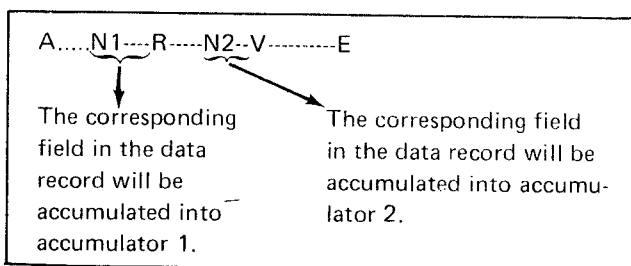 A.....N1----R-----N2--V----------E
The corresponding
field in the data
record will be
accumulated into
accumulator 1.
The corresponding field
in the data record will be
accumulated into accumu-
lator 2.